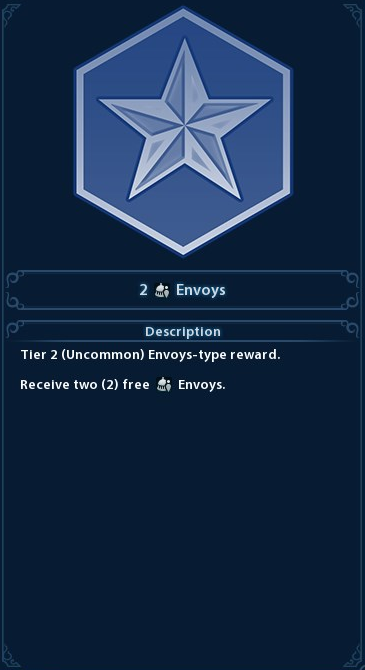 2 Envoys
Description
Tier 2 (Uncommon) Envoys-type reward.
Receive two (2) free Envoys.